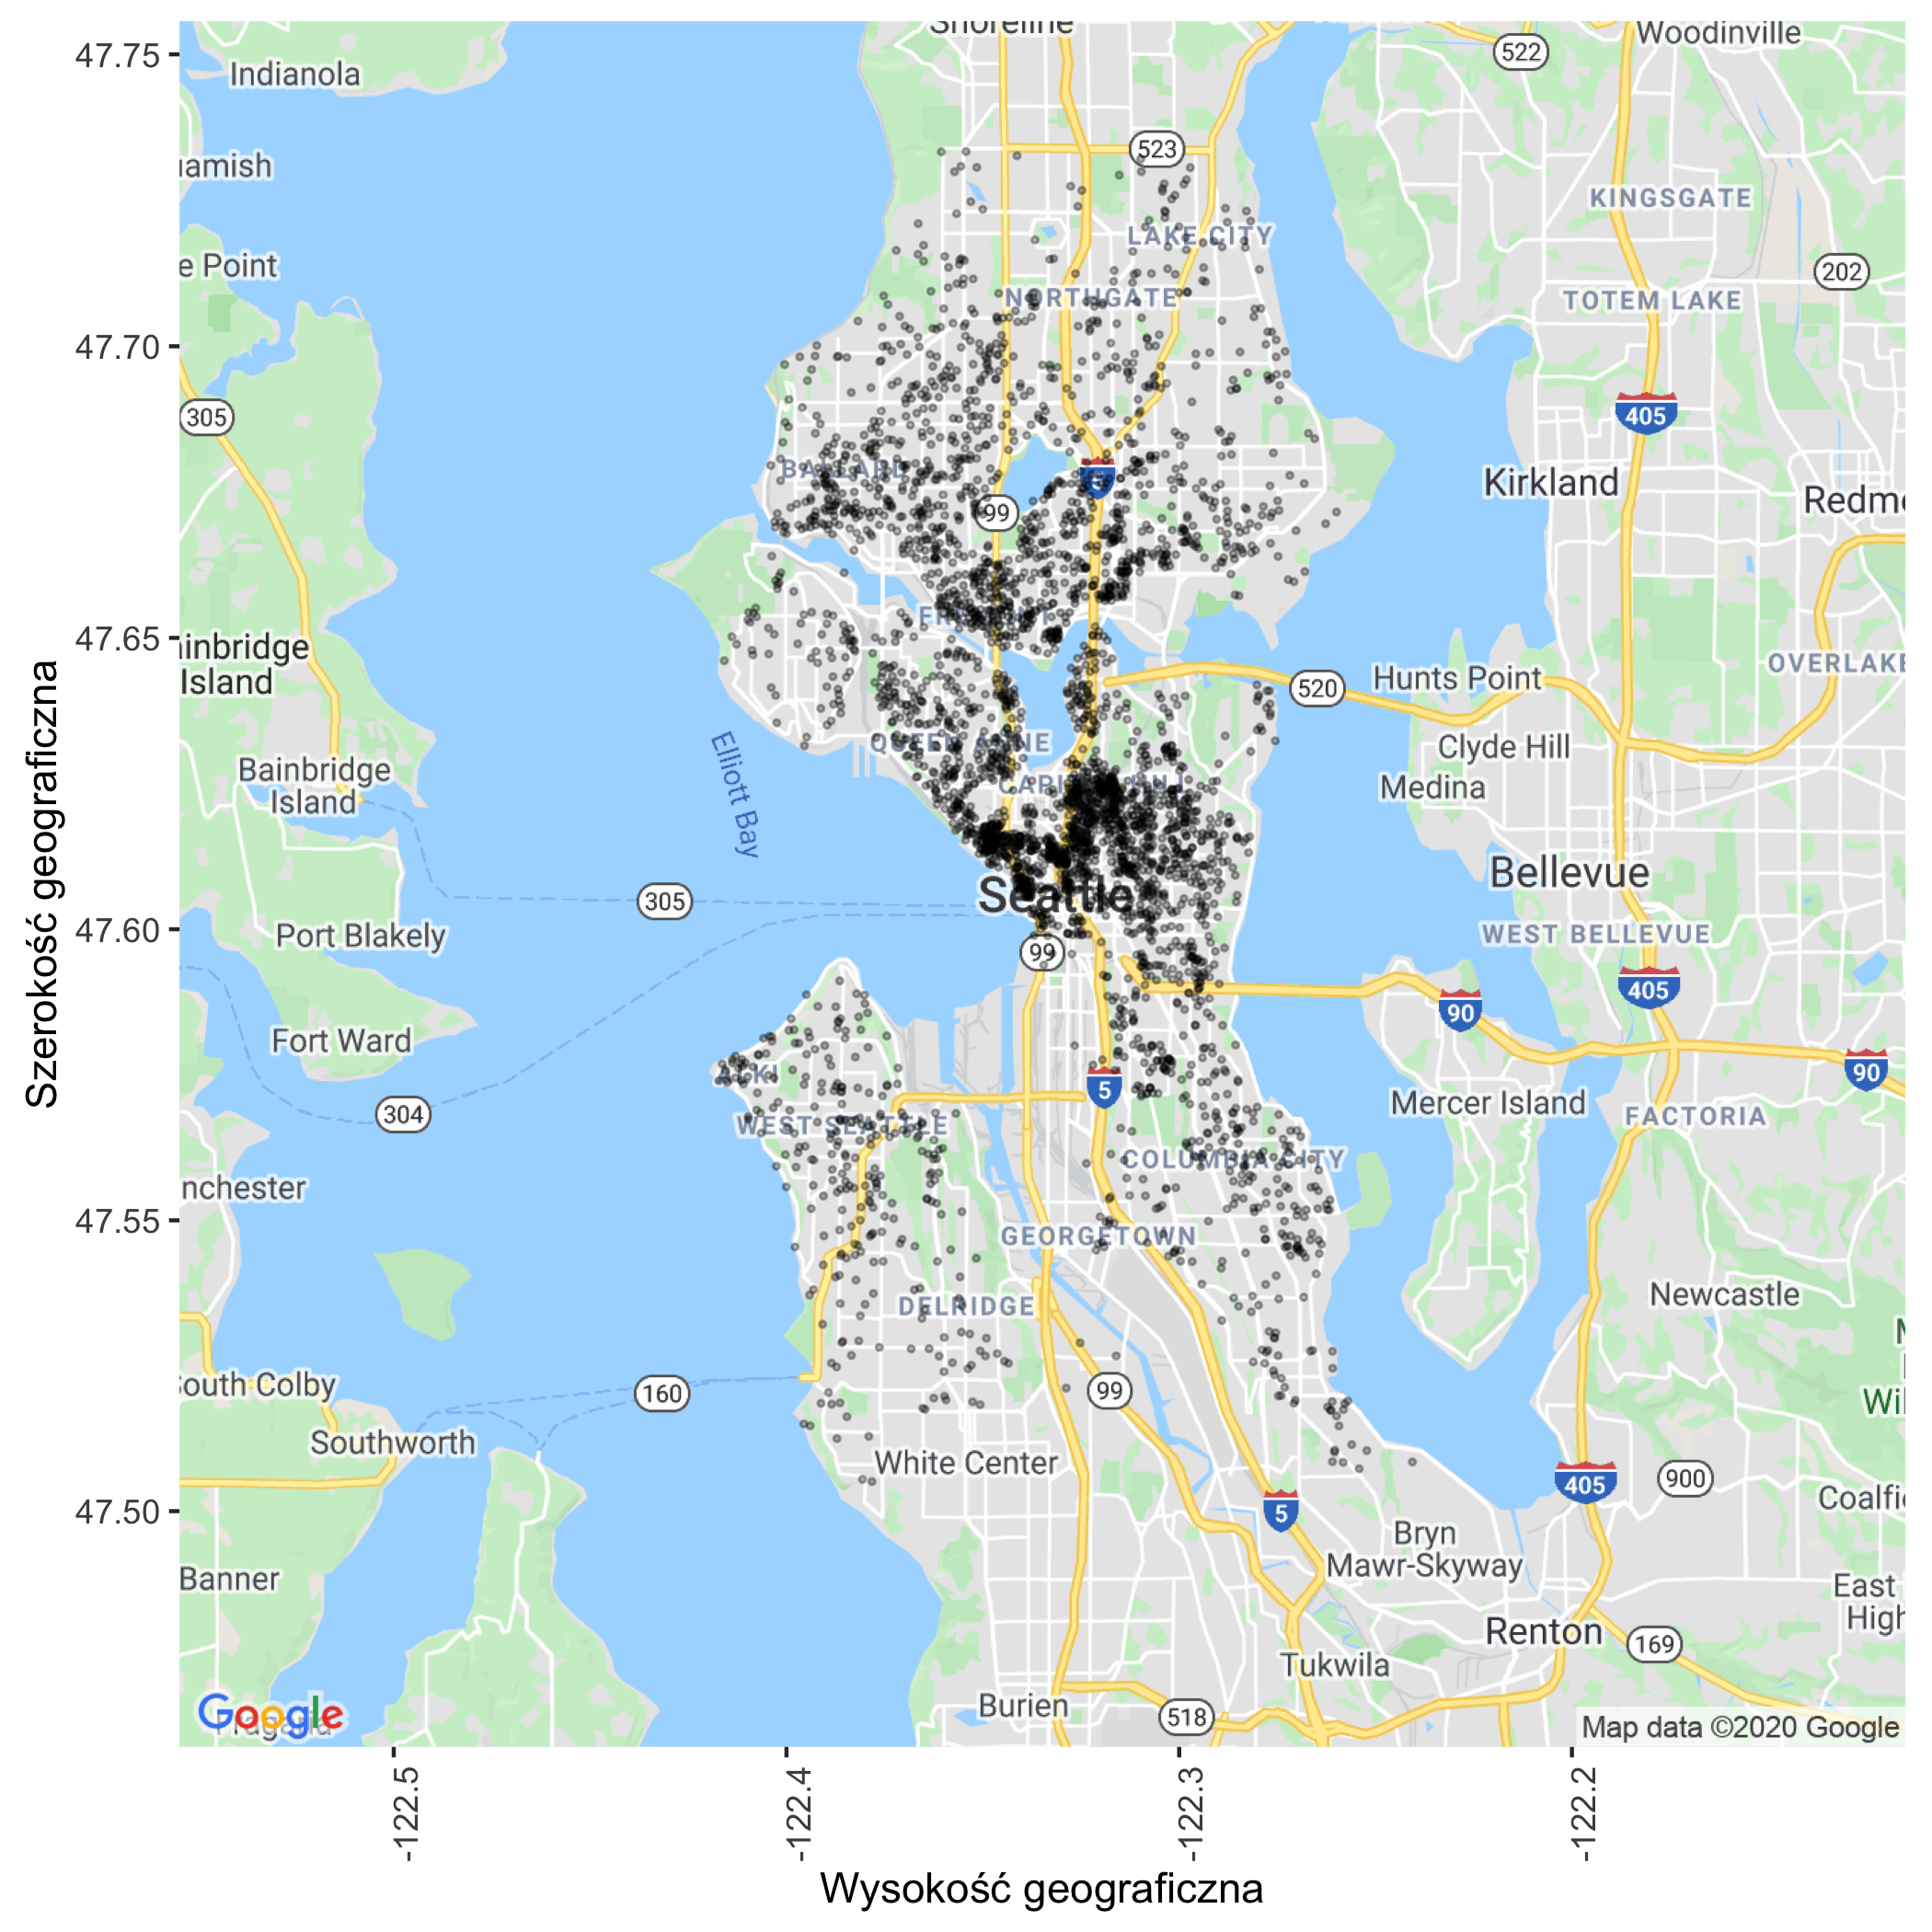 Shoreline
Woodinville
522
47.75
Indianola
523
amish
KINGSGATE
LAKE CITY
e Point
202
NORTHGATE
TOTEM LAKE
47.70
305
405
BALLARD
5
Kirkland
Redm
99
FREMONT
47.65
ainbridge
Island
OVERLAKE
Hunts Point
520
QUEEN ANNE
Clyde Hill
Bainbridge
Island
CAPITOL HILL
Medina
Elliott Bay
Bellevue
Seattle
305
47.60
Port Blakely
WEST BELLEVUE
99
405
90
Fort Ward
ALKI
5
90
304
Mercer Island
FACTORIA
WEST SEATTLE
COLUMBIA CITY
nchester
47.55
GEORGETOWN
Newcastle
DELRIDGE
Wil
South Colby
160
99
Southworth
White Center
405
900
47.50
5
Coalfi
Bryn
Mawr-Skyway
Banner
East
High
Renton
169
Tukwila
Burien
518
Google
Fragaria
Map data ©2020 Google
-122.5
-122.4
-122.3
-122.2
Szerokość geograficzna
Wysokość geograficzna